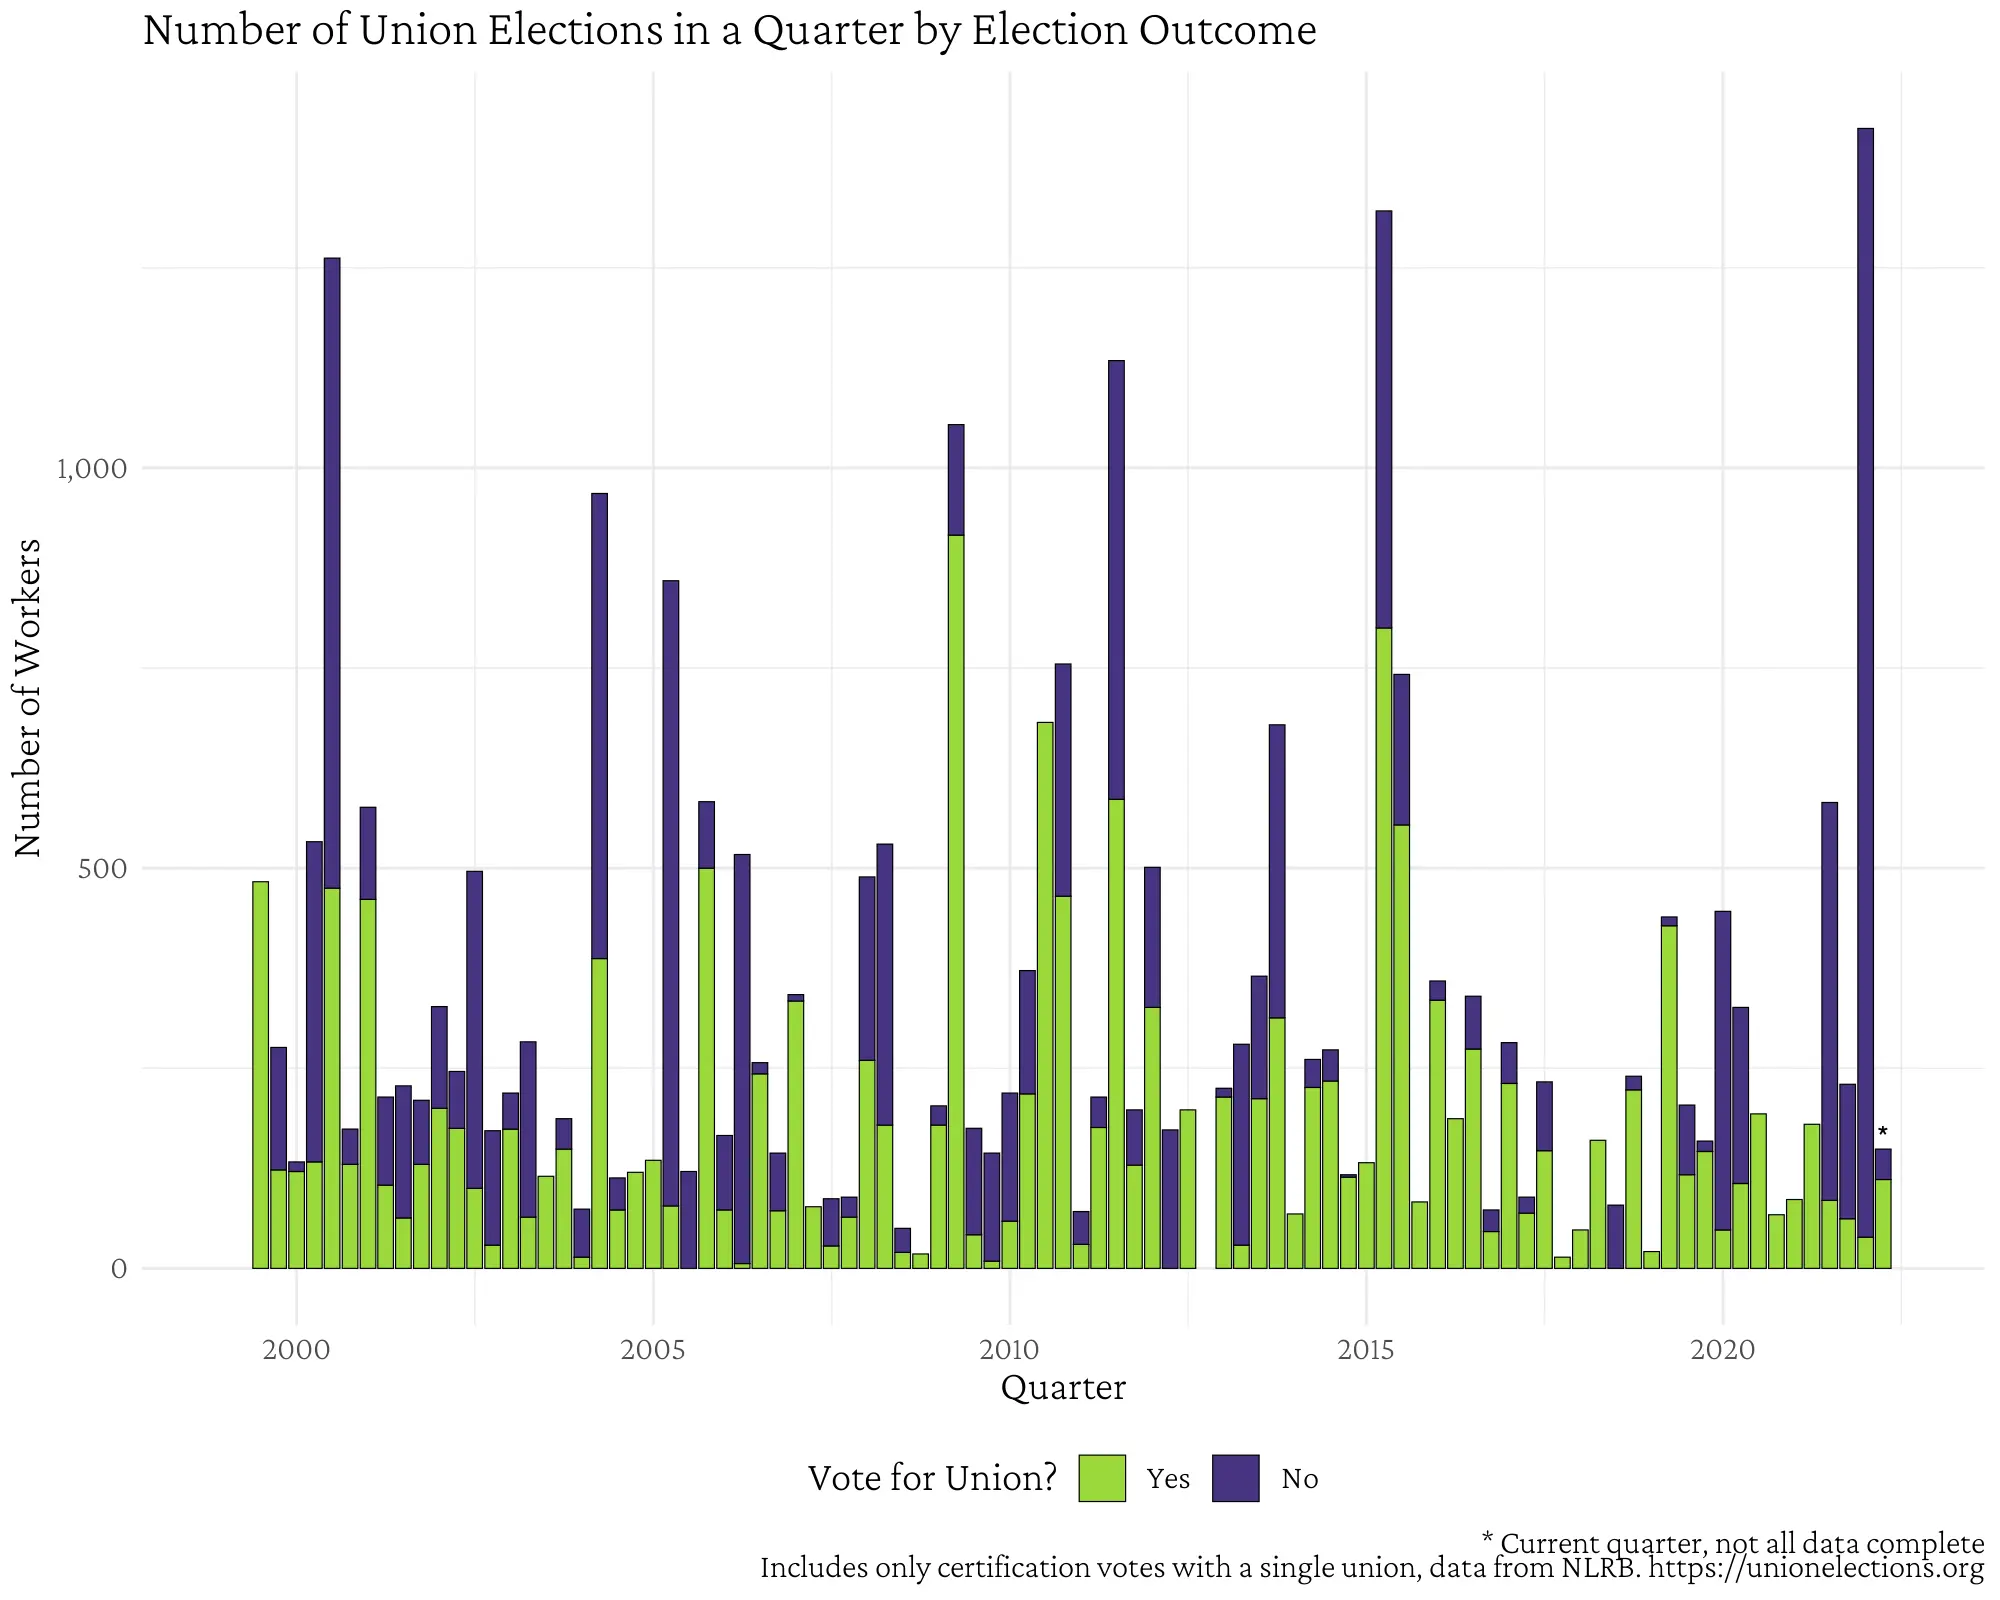 Number of Union Elections in a Quarter by Election Outcome
Number of Workers
1,000
500
0
2000 2005 2010 2015 2020
*
Quarter
Vote for Union? Yes No
* Current quarter, not all data complete
Includes only certification votes with a single union, data from NLRB. https://unionelections.org